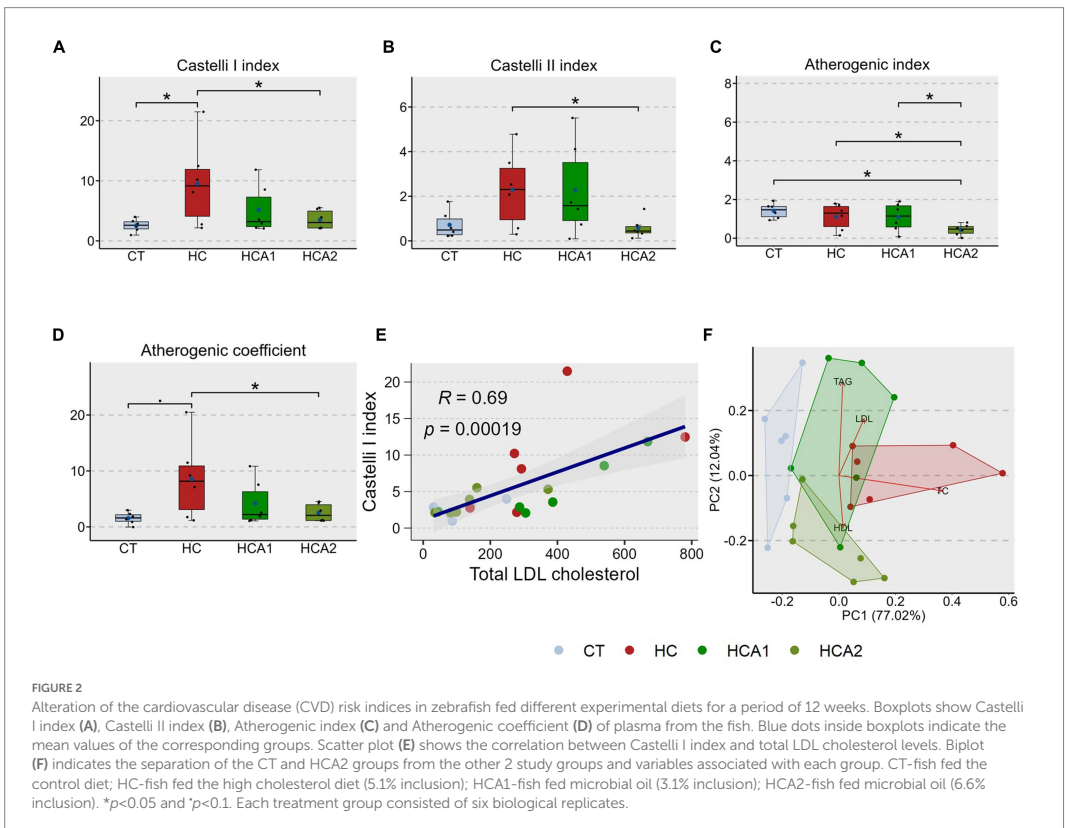 A
Castelli I index
20
10
0
CT HC HCA1 HCA2
*
*
B
Castelli II index
6
4
2
0
CT HC HCA1 HCA2
*
C
Atherogenic index
8
6
4
2
0
CT HC HCA1 HCA2
*
*
*
D
Atherogenic coefficient
20
10
0
CT HC HCA1 HCA2
.
*
E
Castelli I index
20
15
10
5
0
R = 0.69
p = 0.00019
0 200 400 600 800
Total LDL cholesterol
F
PC2 (12.04%)
0.2
0.0
-0.2
TAG
LDL
TC
HDL
-0.2 0.0 0.2 0.4 0.6
PC1 (77.02%)
CT HC HCA1 HCA2
FIGURE 2
Alteration of the cardiovascular disease (CVD) risk indices in zebrafish fed different experimental diets for a period of 12 weeks. Boxplots show Castelli
I index (A), Castelli II index (B), Atherogenic index (C) and Atherogenic coefficient (D) of plasma from the fish. Blue dots inside boxplots indicate the
mean values of the corresponding groups. Scatter plot (E) shows the correlation between Castelli I index and total LDL cholesterol levels. Biplot
(F) indicates the separation of the CT and HCA2 groups from the other 2 study groups and variables associated with each group. CT-fish fed the
control diet; HC-fish fed the high cholesterol diet (5.1% inclusion); HCA1-fish fed microbial oil (3.1% inclusion); HCA2-fish fed microbial oil (6.6%
inclusion). *p<0.05 and •p<0.1. Each treatment group consisted of six biological replicates.